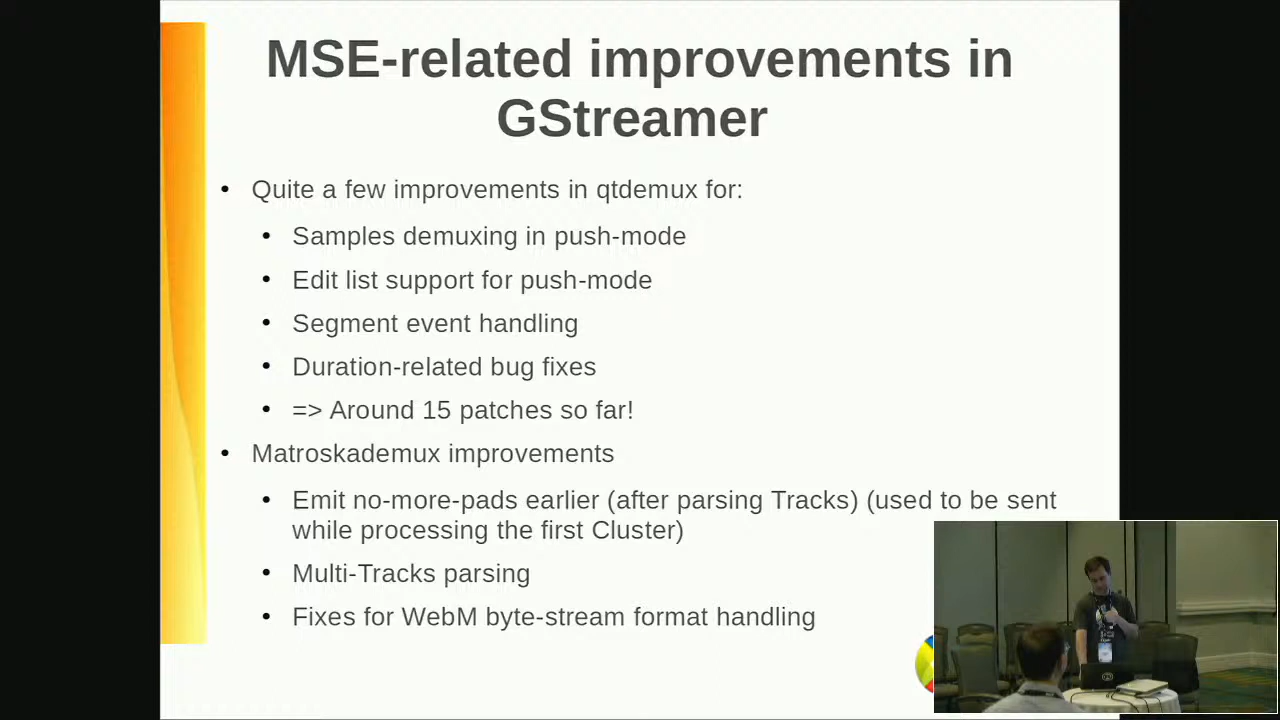 MSE-related improvements in
GStreamer
• Quite a few improvements in qtdemux for:
• Samples demuxing in push-mode
• Edit list support for push-mode
• Segment event handling
• Duration-related bug fixes
• => Around 15 patches so far!
• Matroskademux improvements
• Emit no-more-pads earlier (after parsing Tracks) (used to be sent
while processing the first Cluster)
• Multi-Tracks parsing
• Fixes for WebM byte-stream format handling